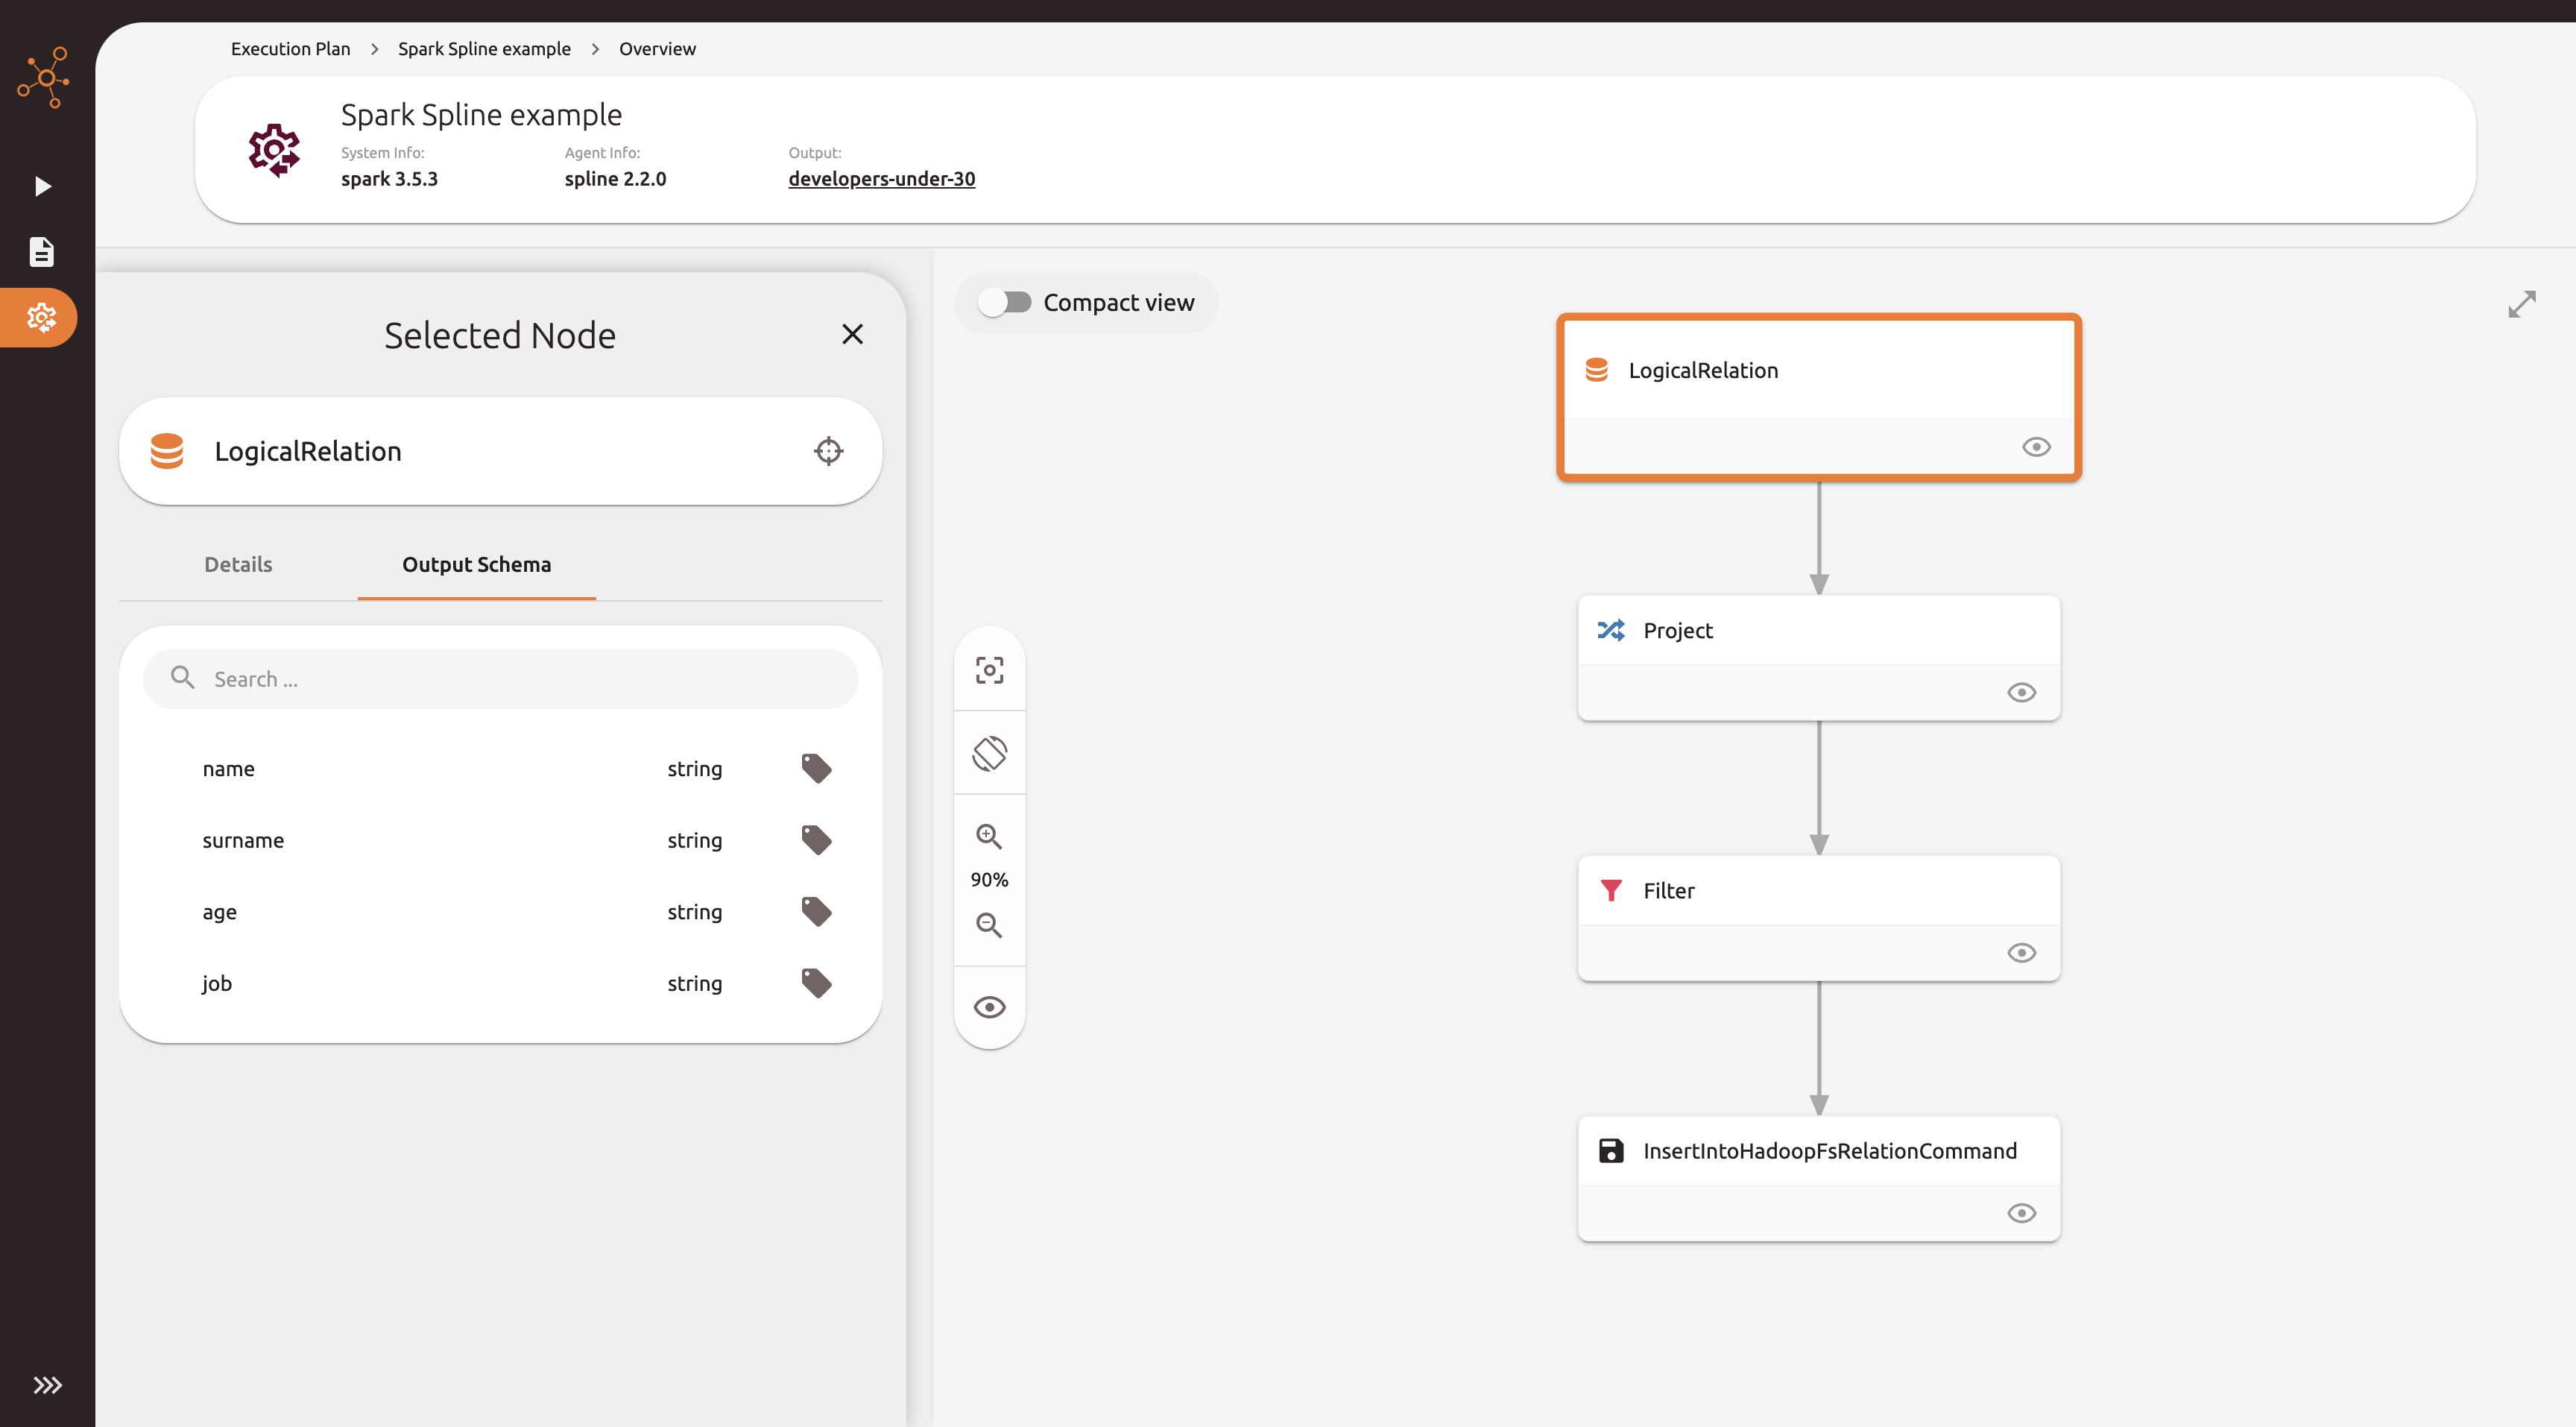 Execution Plan > Spark Spline example > Overview
Spark Spline example
System Info: Agent Info: Output:
spark 3.5.3 spline 2.2.0 developers-under-30
Selected Node
LogicalRelation
Details Output Schema
Search ...
name string
surname string
age string
job string
Compact view
90%
LogicalRelation
Project
Filter
InsertIntoHadoopFsRelationCommand